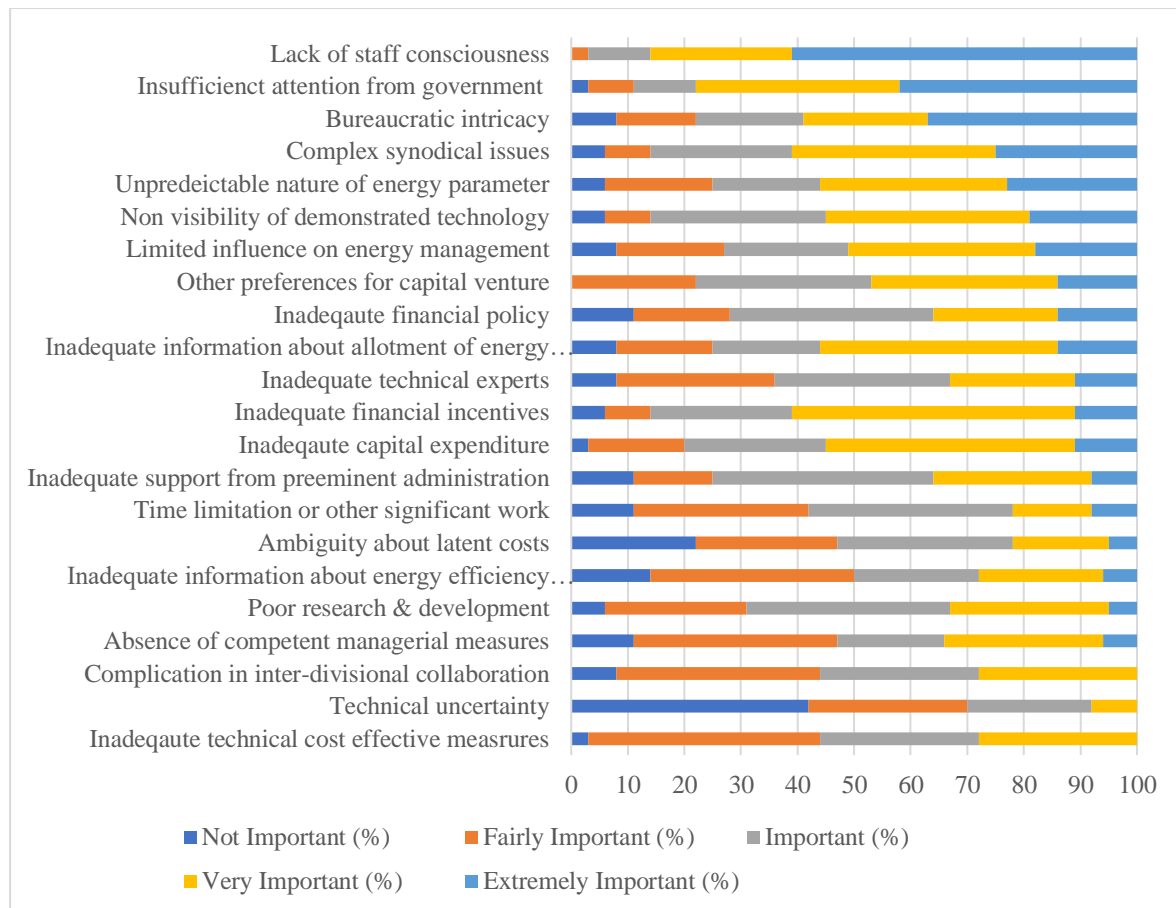 Lack of staff consciousness
Insufficienct attention from government
Bureaucratic intricacy
Complex synodical issues
Unpredeictable nature of energy parameter
Non visibility of demonstrated technology
Limited influence on energy management
Other preferences for capital venture
Inadeqaute financial policy
Inadequate information about allotment of energy…
Inadequate technical experts
Inadequate financial incentives
Inadeqaute capital expenditure
Inadequate support from preeminent administration
Time limitation or other significant work
Ambiguity about latent costs
Inadequate information about energy efficiency…
Poor research & development
Absence of competent managerial measures
Complication in inter-divisional collaboration
Technical uncertainty
Inadeqaute technical cost effective measrures
0 10 20 30 40 50 60 70 80 90 100
Not Important (%) Fairly Important (%) Important (%)
Very Important (%) Extremely Important (%)